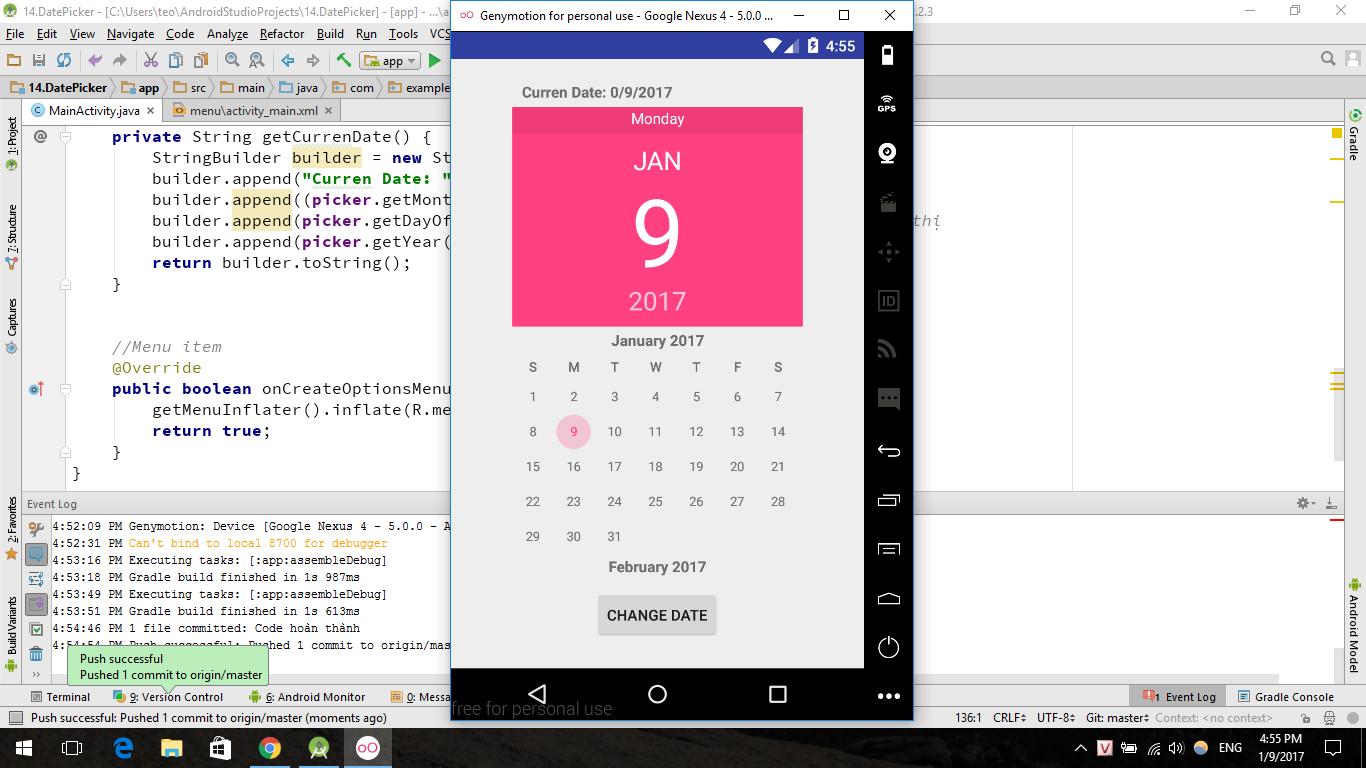 14.DatePicker - [C:\Users\teo\AndroidStudioProjects\14.DatePicker] - [app] - ...\a
.2.3
File Edit View Navigate Code Analyze Refactor Build Run Tools VCS
app
14.DatePicker app src main java com example
MainActivity.java menu\activity_main.xml
1: Project
7: Structure
Captures
2: Favorites
Build Variants
private String getCurrenDate() {
StringBuilder builder = new St
builder.append("Curren Date: "
builder.append((picker.getMont
builder.append(picker.getDayOf
thị
builder.append(picker.getYear(
return builder.toString();
}
//Menu item
@Override
public boolean onCreateOptionsMenu
getMenuInflater().inflate(R.me
return true;
}
}
Event Log
4:52:09 PM Genymotion: Device [Google Nexus 4 - 5.0.0 - A
4:52:31 PM Can't bind to local 8700 for debugger
4:53:16 PM Executing tasks: [:app:assembleDebug]
4:53:18 PM Gradle build finished in 1s 987ms
4:53:49 PM Executing tasks: [:app:assembleDebug]
4:53:51 PM Gradle build finished in 1s 613ms
4:54:46 PM 1 file committed: Code hoàn thành
4:54:54 PM Push successful: Pushed 1 commit to origin/mas
Push successful
Pushed 1 commit to origin/master
Genymotion for personal use - Google Nexus 4 - 5.0.0 ...
4:55
Curren Date: 0/9/2017
Monday
JAN
9
2017
January 2017
S M T W T F S
1 2 3 4 5 6 7
8 9 10 11 12 13 14
15 16 17 18 19 20 21
22 23 24 25 26 27 28
29 30 31
February 2017
CHANGE DATE
free for personal use
GPS
ID
Gradle
Android Model
Terminal 9: Version Control 6: Android Monitor 0: Messa
1 Event Log Gradle Console
Push successful: Pushed 1 commit to origin/master (moments ago)
136:1 CRLF UTF-8 Git: master Context: <no context>
V
ENG
4:55 PM
1/9/2017